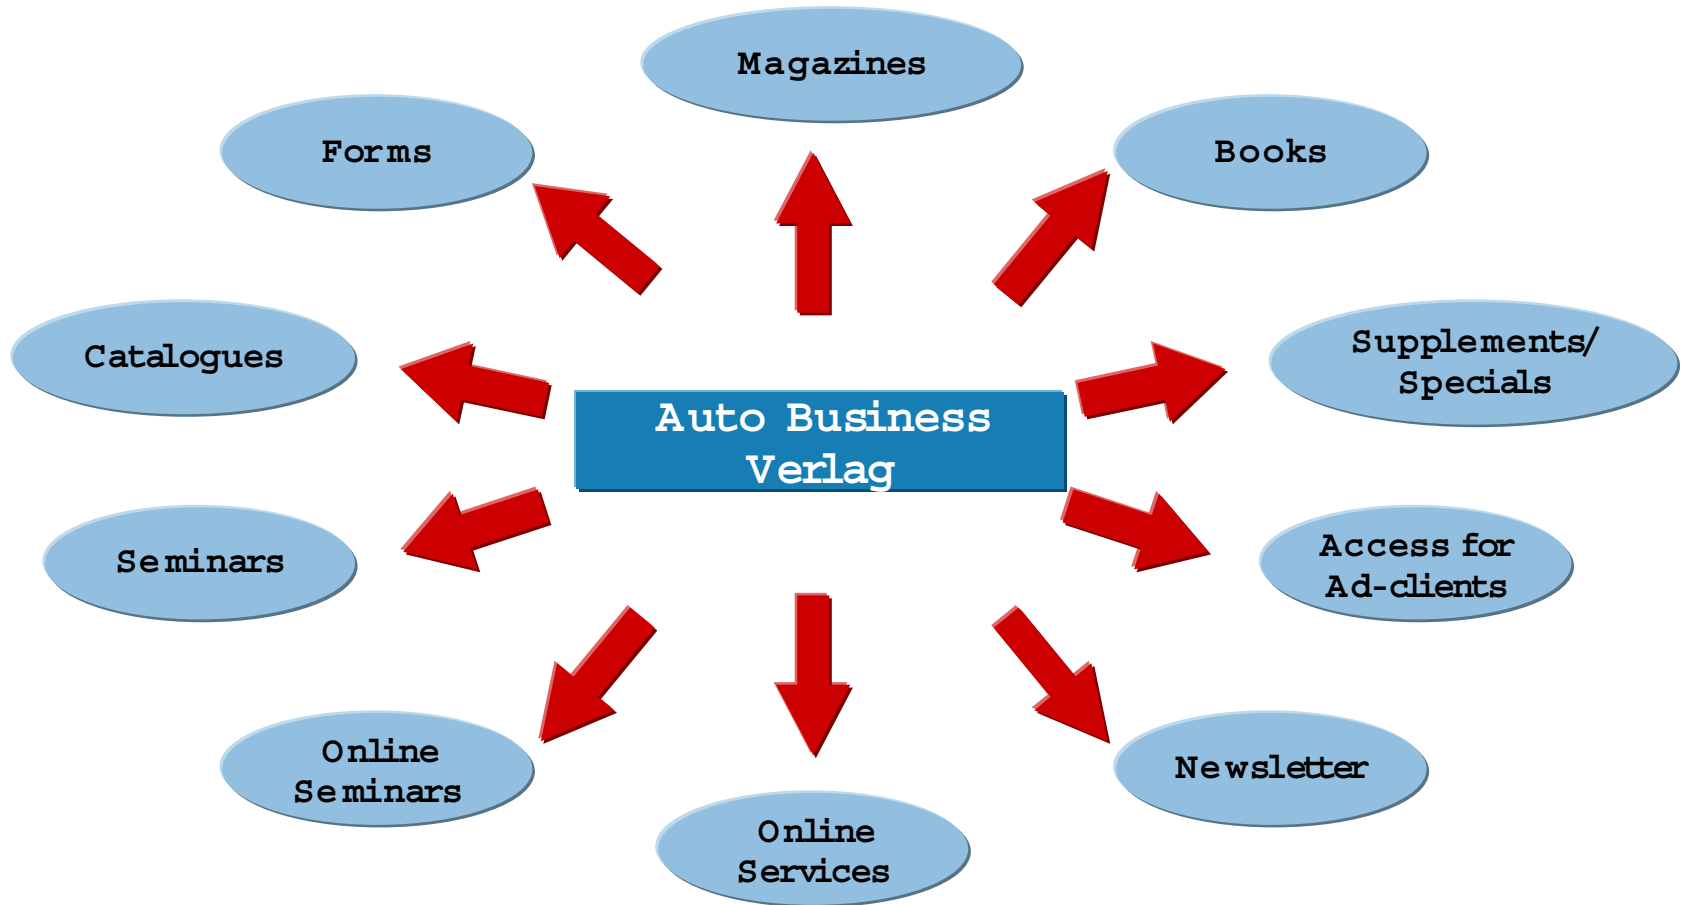 Magazines
Forms
Books
Catalogues
Supplements/
Specials
Auto Business
Verlag
Seminars
Access for
Ad-clients
Online
Seminars
Newsletter
Online
Services